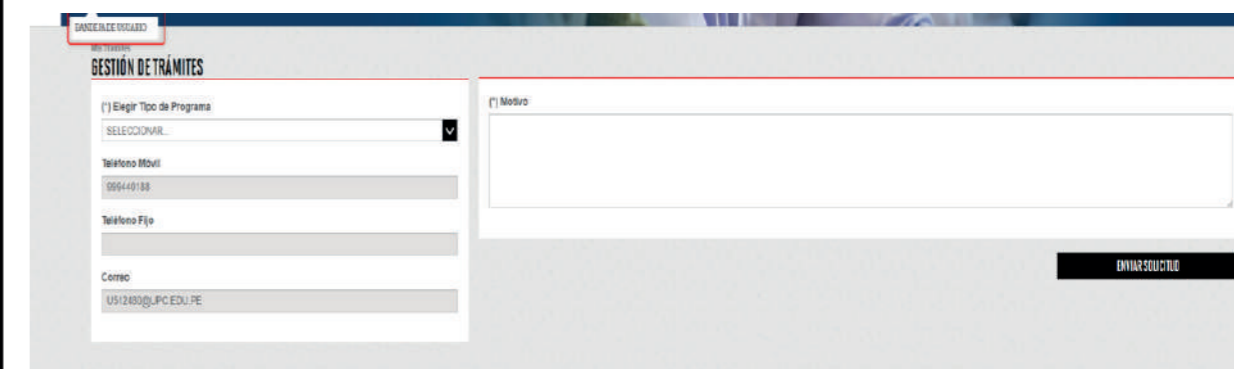 BANDEJA DE USUARIO
Mis Trámites
GESTIÓN DE TRÁMITES
(*) Elegir Tipo de Programa
SELECCIONAR...
Teléfono Móvil
999440188
Teléfono Fijo
Correo
U512480@UPC.EDU.PE
(*) Motivo
ENVIAR SOLICITUD